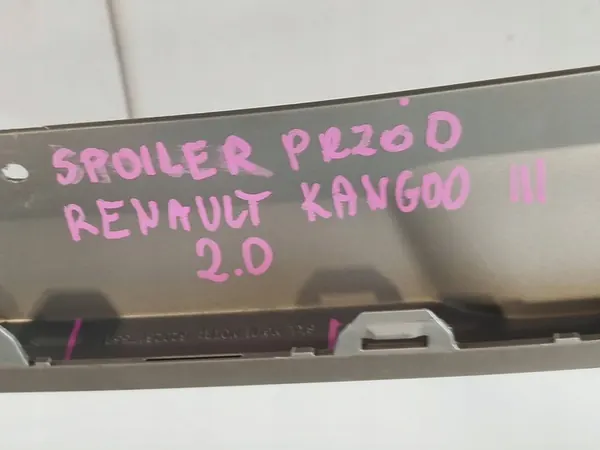 SPOILER PRZÓD
RENAULT KANGOO III
2.0